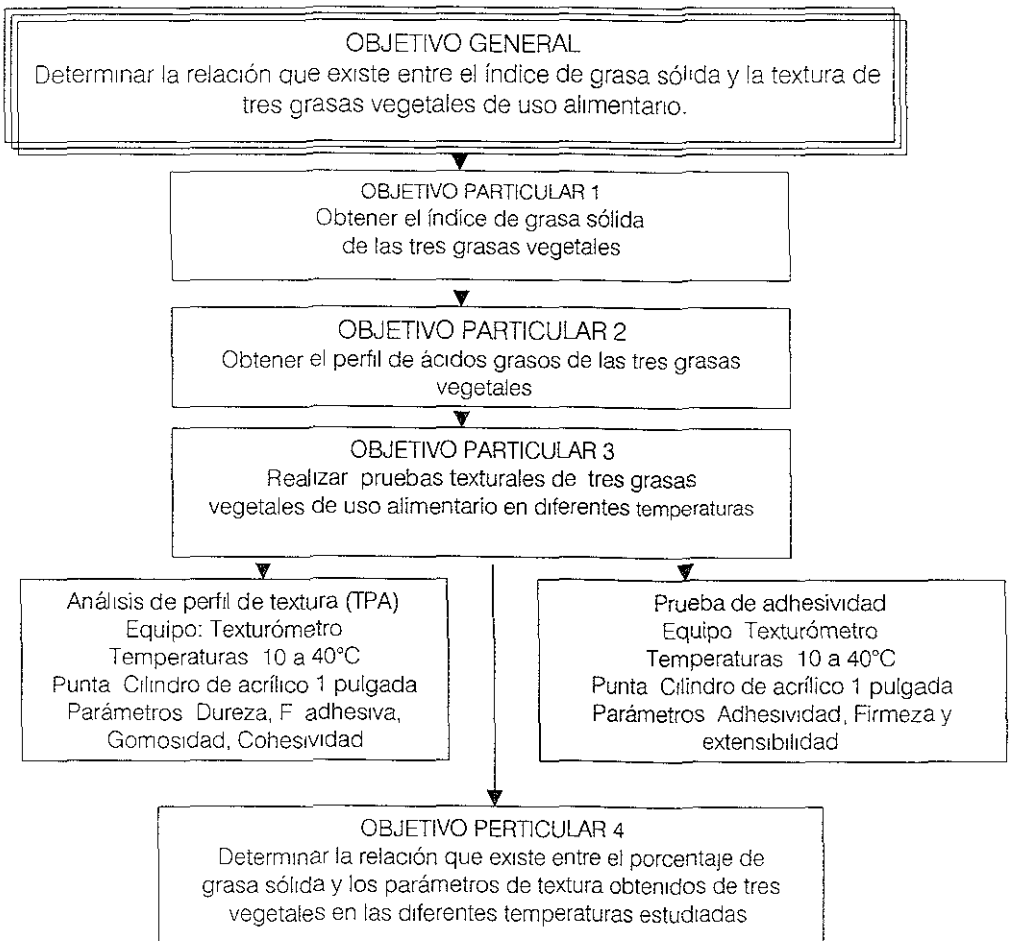 OBJETIVO GENERAL
Determinar la relación que existe entre el índice de grasa sólida y la textura de
tres grasas vegetales de uso alimentario.
OBJETIVO PARTICULAR 1
Obtener el índice de grasa sólida
de las tres grasas vegetales
OBJETIVO PARTICULAR 2
Obtener el perfil de ácidos grasos de las tres grasas
vegetales
OBJETIVO PARTICULAR 3
Realizar pruebas texturales de tres grasas
vegetales de uso alimentario en diferentes temperaturas
Análisis de perfil de textura (TPA)
Equipo: Texturómetro
Temperaturas 10 a 40°C
Punta Cilindro de acrílico 1 pulgada
Parámetros Dureza, F adhesiva,
Gomosidad, Cohesividad
Prueba de adhesividad
Equipo Texturómetro
Temperaturas 10 a 40°C
Punta Cilindro de acrílico 1 pulgada
Parámetros Adhesividad, Firmeza y
extensibilidad
OBJETIVO PERTICULAR 4
Determinar la relación que existe entre el porcentaje de
grasa sólida y los parámetros de textura obtenidos de tres
vegetales en las diferentes temperaturas estudiadas